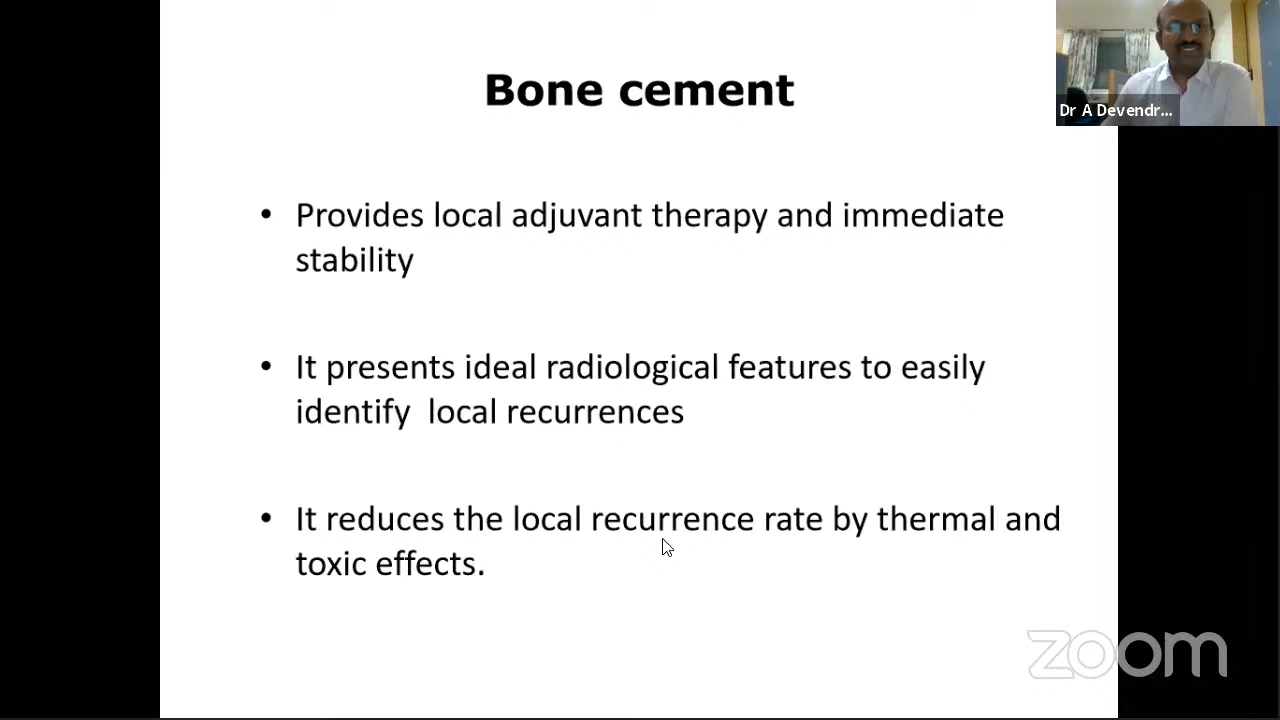 Bone cement
Dr A Devendr...
• Provides local adjuvant therapy and immediate
stability
• It presents ideal radiological features to easily
identify  local recurrences
• It reduces the local recurrence rate by thermal and
toxic effects.
zoom